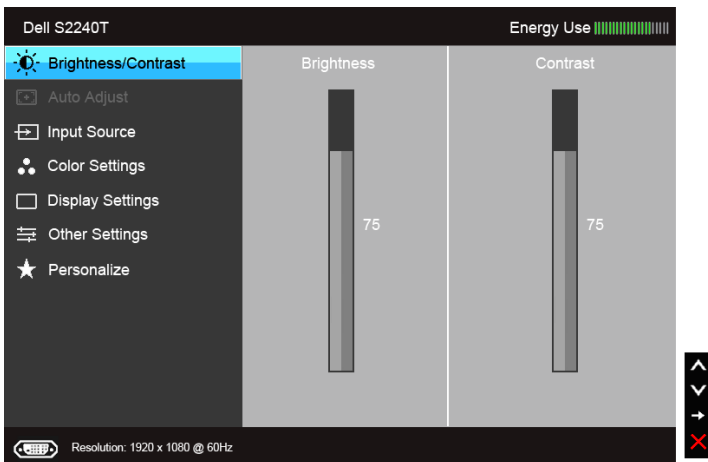 Dell S2240T
Energy Use
Brightness/Contrast
Brightness
Contrast
Auto Adjust
Input Source
Color Settings
Display Settings
75
75
Other Settings
Personalize
Resolution: 1920 x 1080 @ 60Hz